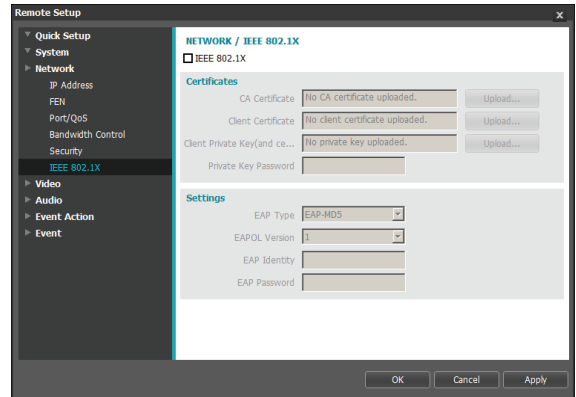 Remote Setup
x
Quick Setup
System
Network
IP Address
FEN
Port/QoS
Bandwidth Control
Security
IEEE 802.1X
Video
Audio
Event Action
Event
NETWORK / IEEE 802.1X
IEEE 802.1X
Certificates
CA Certificate No CA certificate uploaded. Upload...
Client Certificate No client certificate uploaded. Upload...
Client Private Key(and ce... No private key uploaded. Upload...
Private Key Password
Settings
EAP Type EAP-MD5
EAPOL Version 1
EAP Identity
EAP Password
OK Cancel Apply